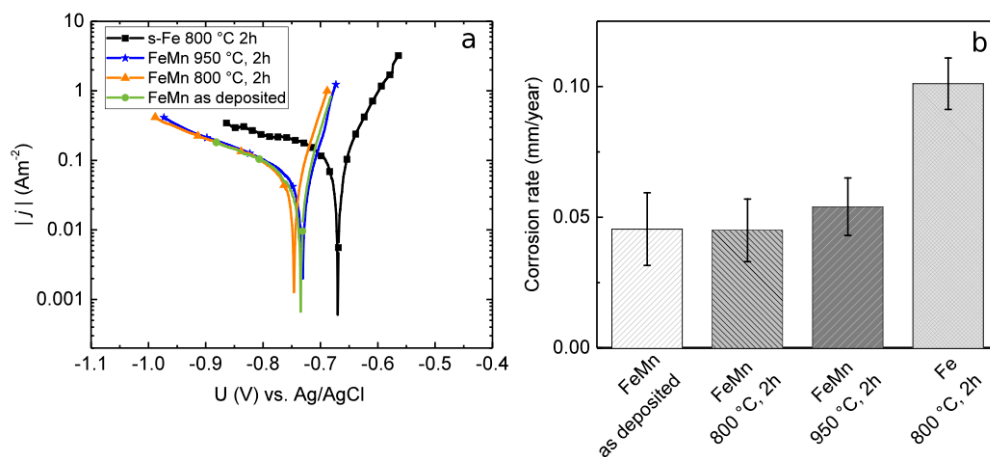 a
s-Fe 800 °C 2h
FeMn 950 °C, 2h
FeMn 800 °C, 2h
FeMn as deposited
10
1
0.1
0.01
0.001
| j | (Am-2)
-1.1
-1.0
-0.9
-0.8
-0.7
-0.6
-0.5
-0.4
U (V) vs. Ag/AgCl
b
0.10
0.05
0.00
Corrosion rate (mm/year)
FeMn
as deposited
FeMn
800 °C, 2h
FeMn
950 °C, 2h
Fe
800 °C, 2h